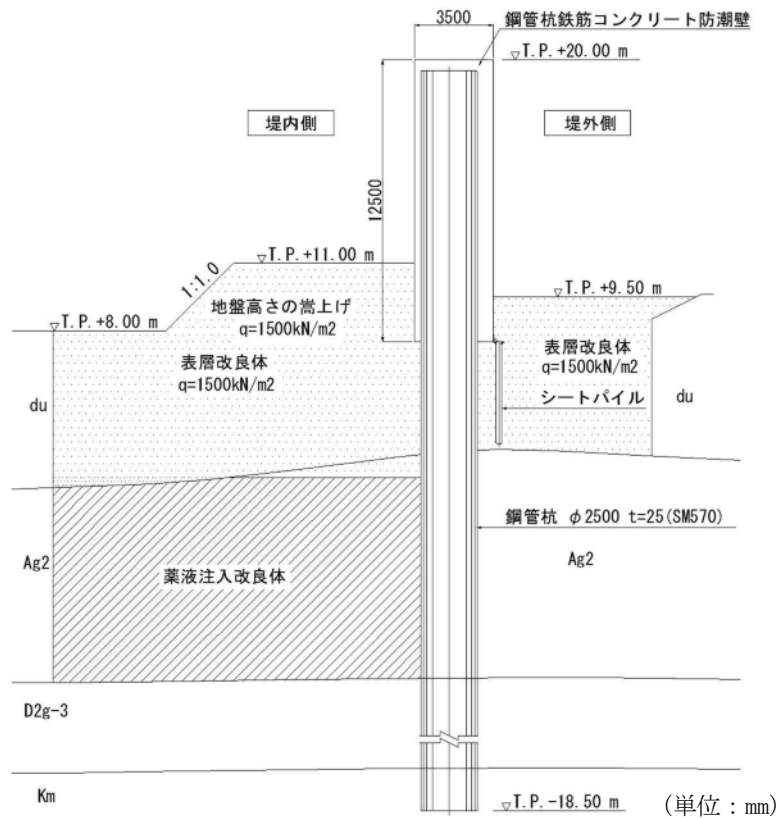 3500
鋼管杭鉄筋コンクリート防潮壁
▽T.P.+20.00 m
堤内側
堤外側
12500
▽T.P.+11.00 m
1:1.0
▽T.P.+9.50 m
地盤高さの嵩上げ
q=1500kN/m2
▽T.P.+8.00 m
表層改良体
q=1500kN/m2
表層改良体
q=1500kN/m2
シートパイル
du
du
鋼管杭 φ2500 t=25(SM570)
Ag2
Ag2
薬液注入改良体
D2g-3
Km
▽T.P.-18.50 m
(単位:mm)